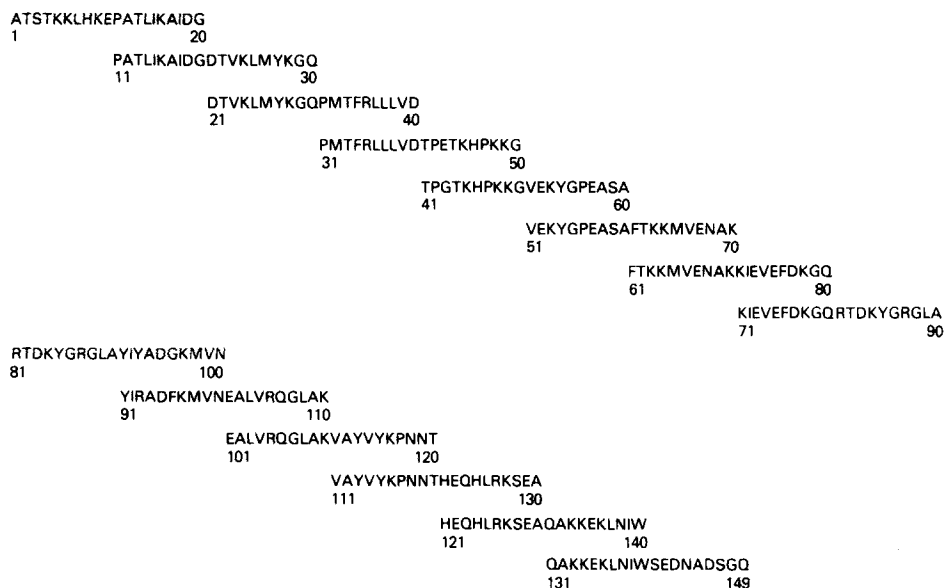 ATSTKKLHKEPATLIKAIDG
1 20
PATLIKAIDGDTVKLMYKGQ
11 30
DTVKLMYKGQPMTFRLLLVD
21 40
PMTFRLLLVDTPETKHPKKG
31 50
TPGTKHPKKGVEKYGPEASA
41 60
VEKYGPEASAFTKKMVENAK
51 70
FTKKMVENAKKIEVEFDKGQ
61 80
KIEVEFDKGQRTDKYGRGLA
71 90
RTDKYGRGLAYIYADGKMVN
81 100
YIRADFKMVNEALVRQGLAK
91 110
EALVRQGLAKVAYVYKPNNT
101 120
VAYVYKPNNTHEQHLRKSEA
111 130
HEQHLRKSEAQAKKEKLNIW
121 140
QAKKEKLNIWSEDNADSGQ
131 149